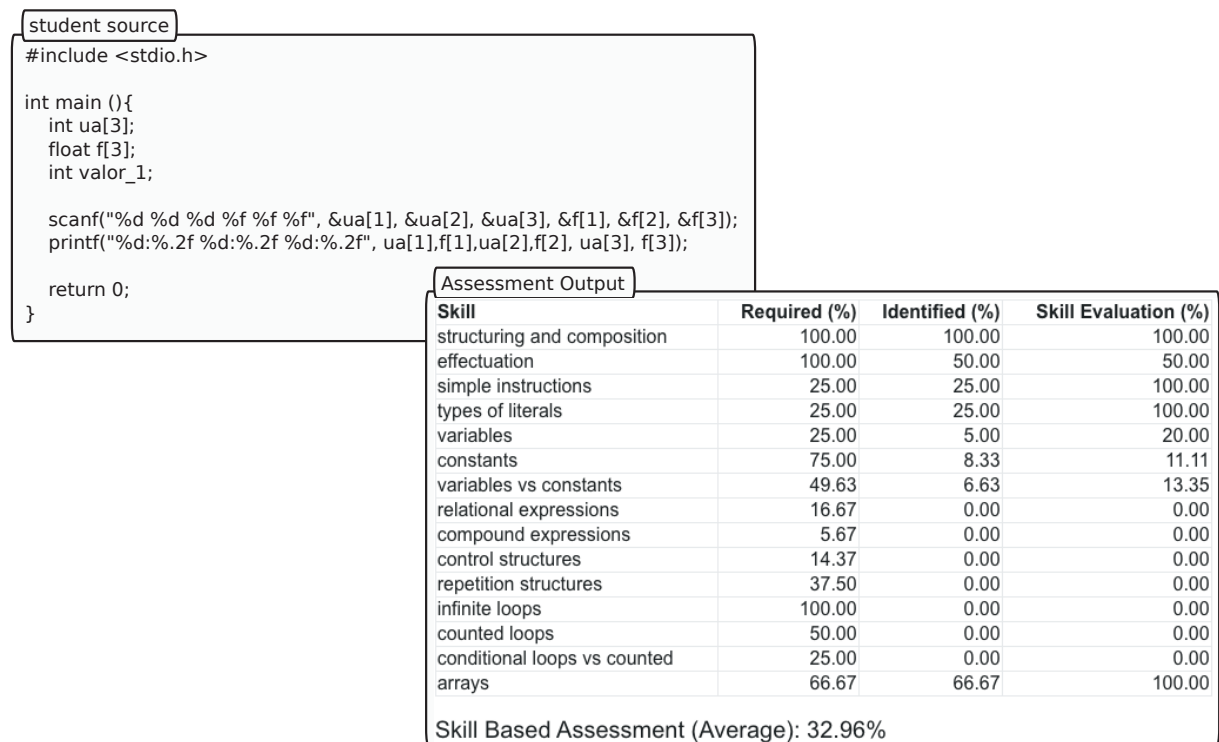 student source
#include <stdio.h>
int main (){
int ua[3];
float f[3];
int valor_1;
scanf("%d %d %d %f %f %f", &ua[1], &ua[2], &ua[3], &f[1], &f[2], &f[3]);
printf("%d:%.2f %d:%.2f %d:%.2f", ua[1],f[1],ua[2],f[2], ua[3], f[3]);
return 0;
}
Assessment Output
Skill Required (%) Identified (%) Skill Evaluation (%)
structuring and composition 100.00 100.00 100.00
effectuation 100.00 50.00 50.00
simple instructions 25.00 25.00 100.00
types of literals 25.00 25.00 100.00
variables 25.00 5.00 20.00
constants 75.00 8.33 11.11
variables vs constants 49.63 6.63 13.35
relational expressions 16.67 0.00 0.00
compound expressions 5.67 0.00 0.00
control structures 14.37 0.00 0.00
repetition structures 37.50 0.00 0.00
infinite loops 100.00 0.00 0.00
counted loops 50.00 0.00 0.00
conditional loops vs counted 25.00 0.00 0.00
arrays 66.67 66.67 100.00
Skill Based Assessment (Average): 32.96%